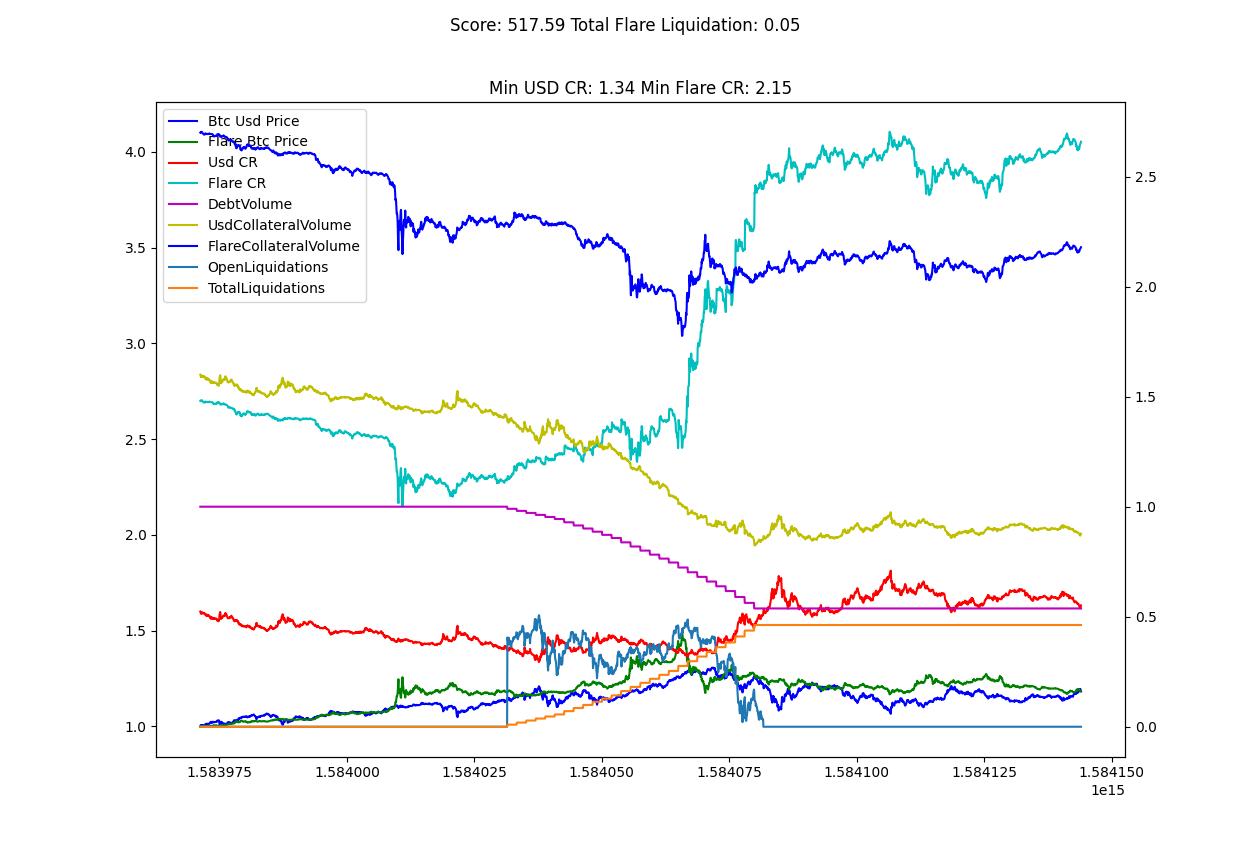 Score: 517.59 Total Flare Liquidation: 0.05
Min USD CR: 1.34 Min Flare CR: 2.15
Btc Usd Price
Flare Btc Price
Usd CR
Flare CR
DebtVolume
UsdCollateralVolume
FlareCollateralVolume
OpenLiquidations
TotalLiquidations
4.0
3.5
3.0
2.5
2.0
1.5
1.0
2.5
2.0
1.5
1.0
0.5
0.0
1.583975 1.584000 1.584025 1.584050 1.584075 1.584100 1.584125 1.584150
1e15